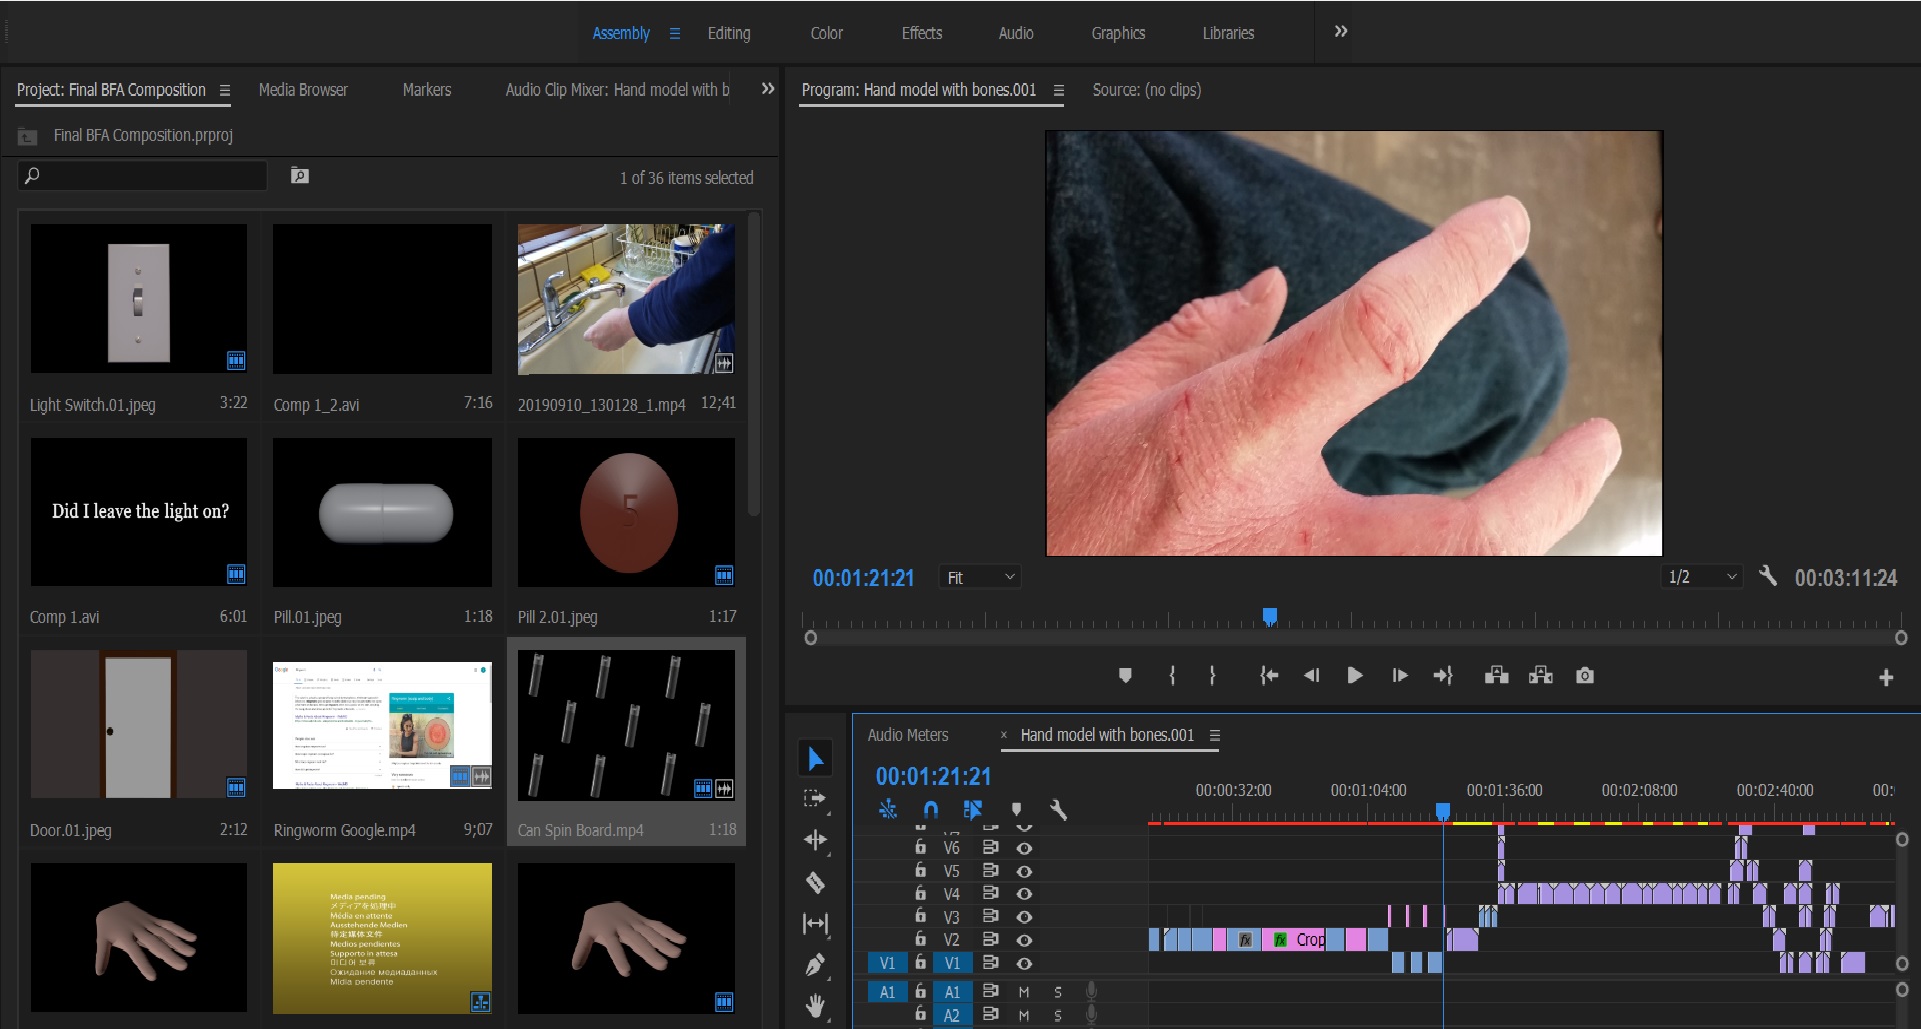 Assembly
Editing
Color
Effects
Audio
Graphics
Libraries
Project: Final BFA Composition
Media Browser
Markers
Audio Clip Mixer: Hand model with b
Final BFA Composition.prproj
1 of 36 items selected
Light Switch.01.jpeg 3:22
Comp 1_2.avi 7:16
20190910_130128_1.mp4 12;41
Did I leave the light on?
5
Comp 1.avi 6:01
Pill.01.jpeg 1:18
Pill 2.01.jpeg 1:17
Google
Door.01.jpeg 2:12
Ringworm Google.mp4 9;07
Can Spin Board.mp4 1:18
Media pending
メディアを処理中
Média en attente
Ausstehende Medien
待定媒体文件
Medios pendientes
Supporto in attesa
미디어 보류
Ожидание медиаданных
Mídia pendente
Program: Hand model with bones.001
Source: (no clips)
00:01:21:21
Fit
1/2
00:03:11:24
Audio Meters
× Hand model with bones.001
00:01:21:21
00:00:32:00
00:01:04:00
00:01:36:00
00:02:08:00
00:02:40:00
00:
V7
V6
V5
V4
V3
V2
fx
fx Crop
V1 V1
A1 A1 M S
A2 M S